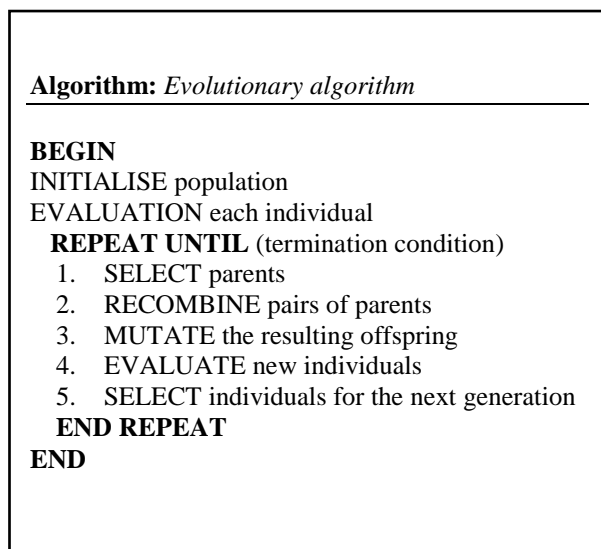 Algorithm: Evolutionary algorithm
BEGIN
INITIALISE population
EVALUATION each individual
REPEAT UNTIL (termination condition)
1. SELECT parents
2. RECOMBINE pairs of parents
3. MUTATE the resulting offspring
4. EVALUATE new individuals
5. SELECT individuals for the next generation
END REPEAT
END